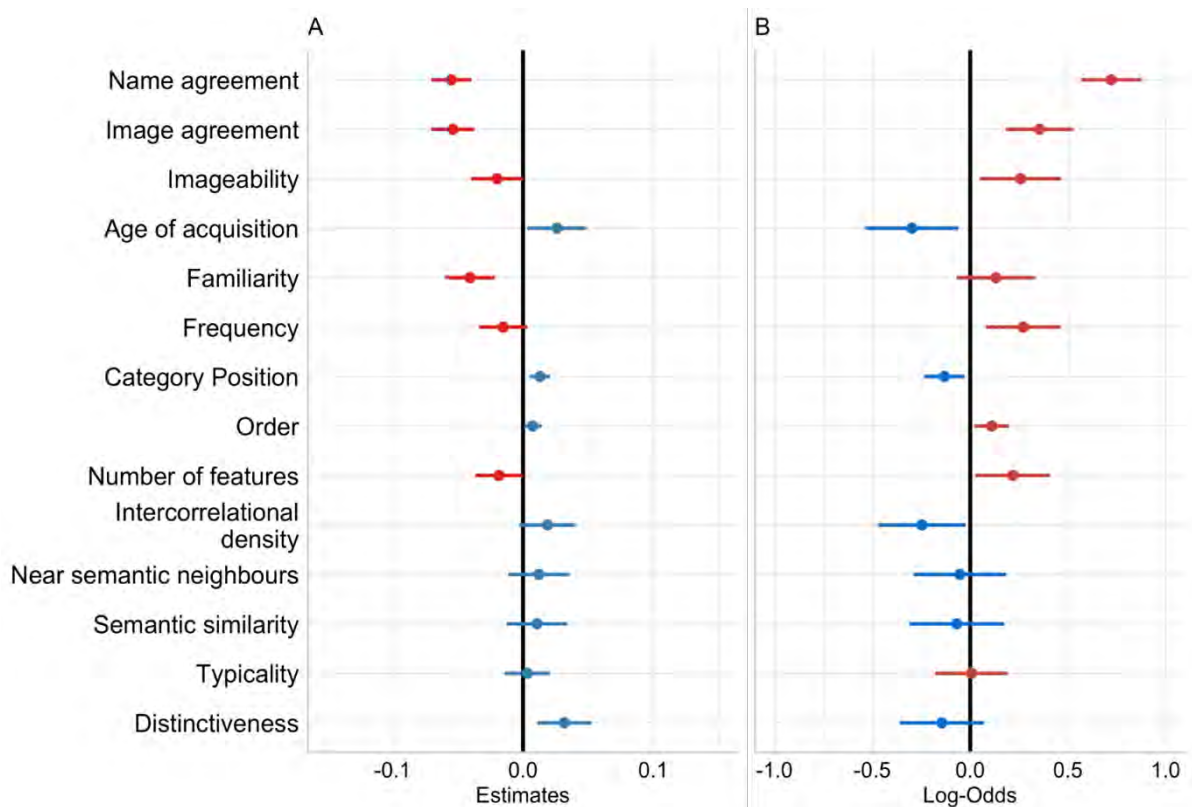 A
B
Name agreement
Image agreement
Imageability
Age of acquisition
Familiarity
Frequency
Category Position
Order
Number of features
Intercorrelational
density
Near semantic neighbours
Semantic similarity
Typicality
Distinctiveness
-0.1 0.0 0.1
Estimates
-1.0 -0.5 0.0 0.5 1.0
Log-Odds